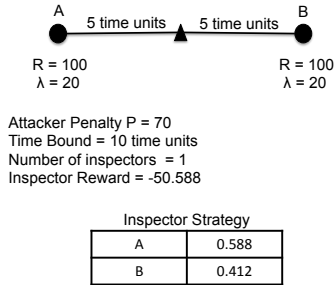 A B
5 time units 5 time units
R = 100 R = 100
λ = 20 λ = 20
Attacker Penalty P = 70
Time Bound = 10 time units
Number of inspectors = 1
Inspector Reward = -50.588
Inspector Strategy
A 0.588
B 0.412